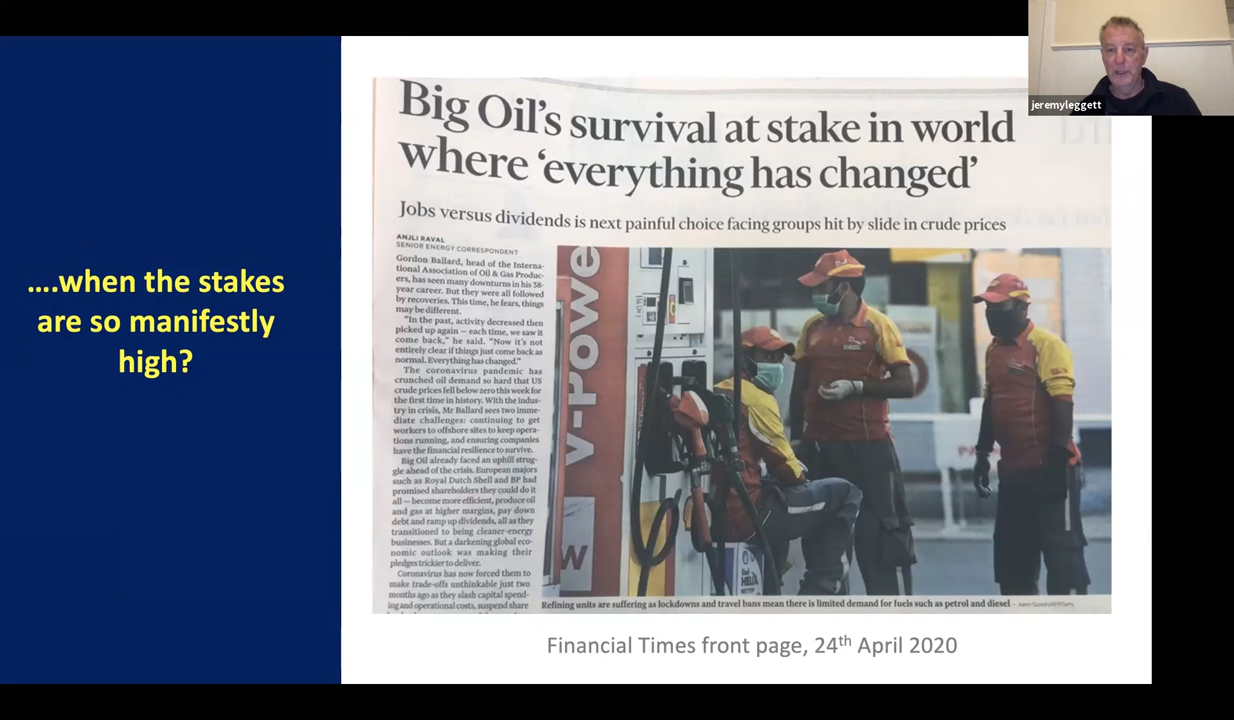 jeremyleggett
….when the stakes
are so manifestly
high?
Big Oil's survival at stake in world
where 'everything has changed'
Jobs versus dividends is next painful choice facing groups hit by slide in crude prices
ANJLI RAVAL
SENIOR ENERGY CORRESPONDENT
Gordon Ballard, head of the Interna-
tional Association of Oil & Gas Produc-
ers, has seen many downturns in his 38-
year career. But they were all followed
by recoveries. This time, he fears, things
may be different.
"In the past, activity decreased then
picked up again — each time, we saw it
come back," he said. "Now it's not
entirely clear if things just come back as
normal. Everything has changed."
The coronavirus pandemic has
crunched oil demand so hard that US
crude prices fell below zero this week for
the first time in history. With the indus-
try in crisis, Mr Ballard sees two imme-
diate challenges: continuing to get
workers to offshore sites to keep opera-
tions running, and ensuring companies
have the financial resilience to survive.
Big Oil already faced an uphill strug-
gle ahead of the crisis. European majors
such as Royal Dutch Shell and BP had
promised shareholders they could do it
all — become more efficient, produce oil
and gas at higher margins, pay down
debt and ramp up dividends, all as they
transitioned to being cleaner-energy
businesses. But a darkening global eco-
nomic outlook was making their
pledges trickier to deliver.
Coronavirus has now forced them to
make trade-offs unthinkable just two
months ago as they slash capital spend-
ing and operational costs, suspend share
V-Powe
W
HELIX
Refining units are suffering as lockdowns and travel bans mean there is limited demand for fuels such as petrol and diesel
Financial Times front page, 24th April 2020